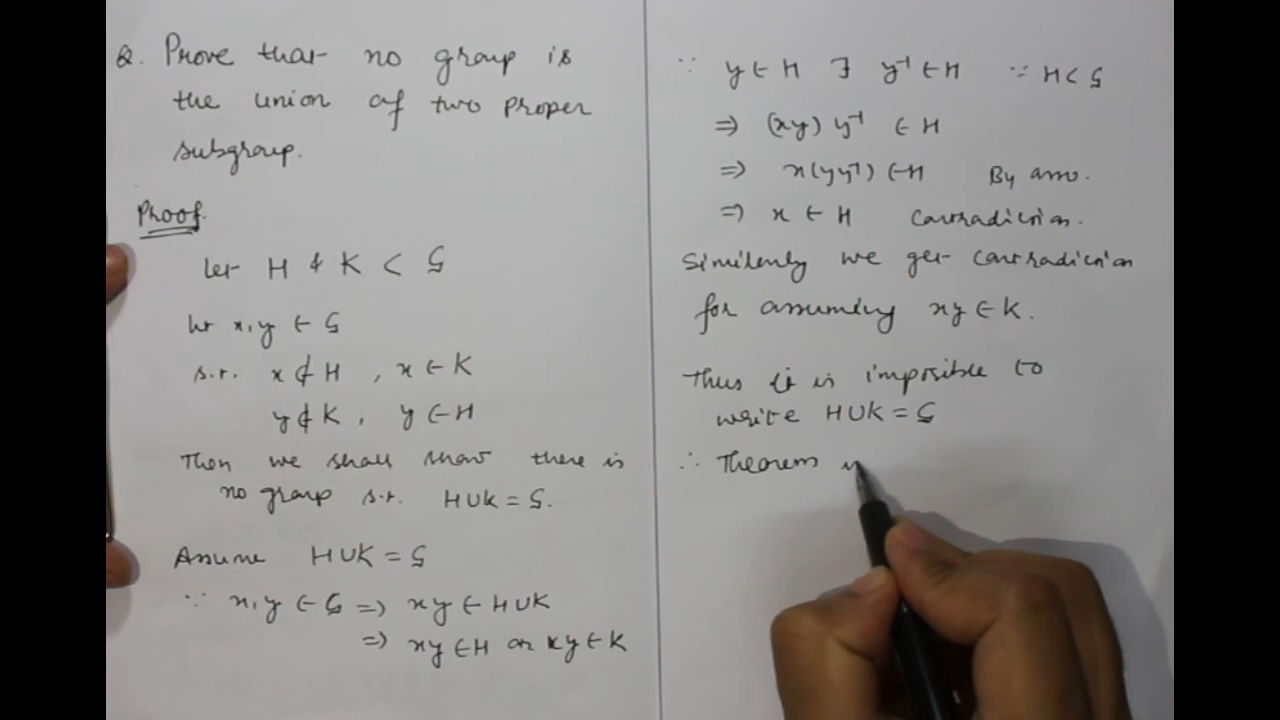 Q. Prove that no group is
the union of two proper
subgroup.
Proof.
Let H & K < G
let x, y ∈ G
s.t. x ∉ H , x ∈ K
y ∉ K , y ∈ H
Then we shall show there is
no group s.t. H∪K = G.
Assume H∪K = G
∵ x, y ∈ G ⇒ xy ∈ H∪K
⇒ xy ∈ H or xy ∈ K
∵ y ∈ H ∃ y⁻¹ ∈ H ∵ H < G
⇒ (xy) y⁻¹ ∈ H
⇒ x(yy⁻¹) ∈ H By asso.
⇒ x ∈ H Contradiction.
Similarly we get contradiction
for assuming xy ∈ K.
Thus it is imposible to
write H∪K = G
∴ Theorem